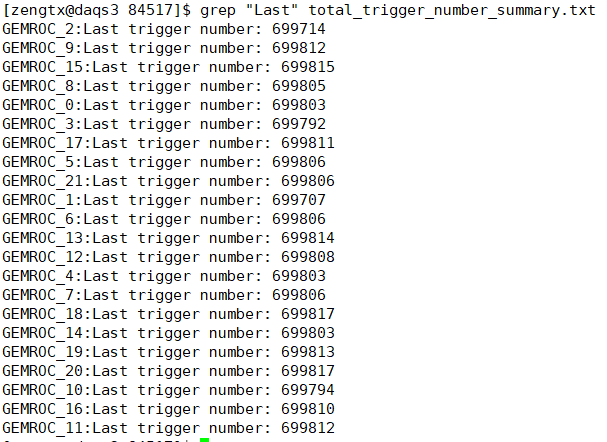 [zengtx@daqs3 84517]$ grep "Last" total_trigger_number_summary.txt
GEMROC_2:Last trigger number: 699714
GEMROC_9:Last trigger number: 699812
GEMROC_15:Last trigger number: 699815
GEMROC_8:Last trigger number: 699805
GEMROC_0:Last trigger number: 699803
GEMROC_3:Last trigger number: 699792
GEMROC_17:Last trigger number: 699811
GEMROC_5:Last trigger number: 699806
GEMROC_21:Last trigger number: 699806
GEMROC_1:Last trigger number: 699707
GEMROC_6:Last trigger number: 699806
GEMROC_13:Last trigger number: 699814
GEMROC_12:Last trigger number: 699808
GEMROC_4:Last trigger number: 699803
GEMROC_7:Last trigger number: 699806
GEMROC_18:Last trigger number: 699817
GEMROC_14:Last trigger number: 699803
GEMROC_19:Last trigger number: 699813
GEMROC_20:Last trigger number: 699817
GEMROC_10:Last trigger number: 699794
GEMROC_16:Last trigger number: 699810
GEMROC_11:Last trigger number: 699812